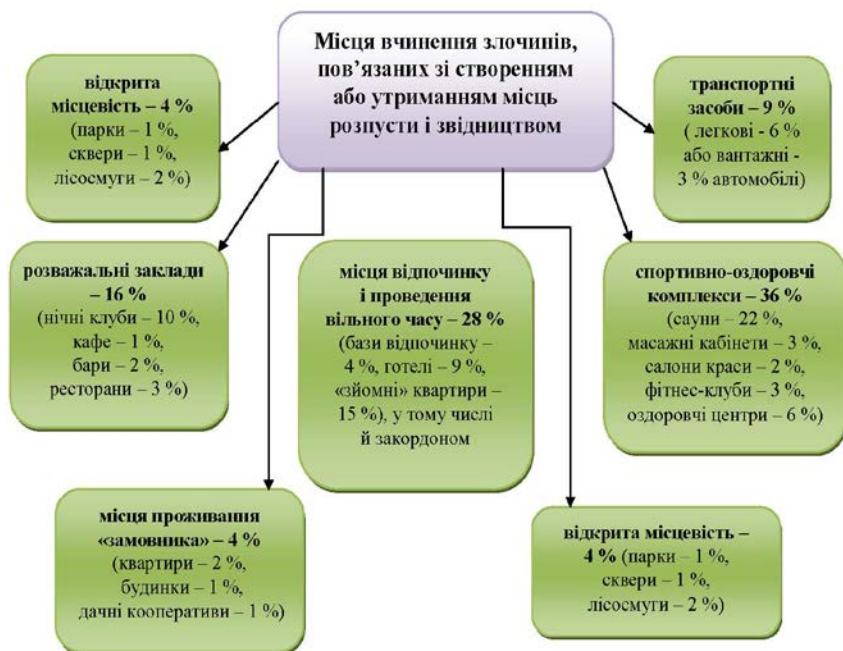 Місця вчинення злочинів,
пов’язаних зі створенням
або утриманням місць
розпусти і звідництвом
відкрита
місцевість – 4 %
(парки – 1 %,
сквери – 1 %,
лісосмуги – 2 %)
транспортні
засоби – 9 %
( легкові - 6 %
або вантажні -
3 % автомобілі)
розважальні заклади
– 16 %
(нічні клуби – 10 %,
кафе – 1 %,
бари – 2 %,
ресторани – 3 %)
місця відпочинку
і проведення
вільного часу – 28 %
(бази відпочинку –
4 %, готелі – 9 %,
«зйомні» квартири –
15 %), у тому числі
й закордоном
спортивно-оздоровчі
комплекси – 36 %
(сауни – 22 %,
масажні кабінети – 3 %,
салони краси – 2 %,
фітнес-клуби – 3 %,
оздоровчі центри – 6 %)
місця проживання
«замовника» – 4 %
(квартири – 2 %,
будинки – 1 %,
дачні кооперативи – 1 %)
відкрита місцевість –
4 % (парки – 1 %,
сквери – 1 %,
лісосмуги – 2 %)